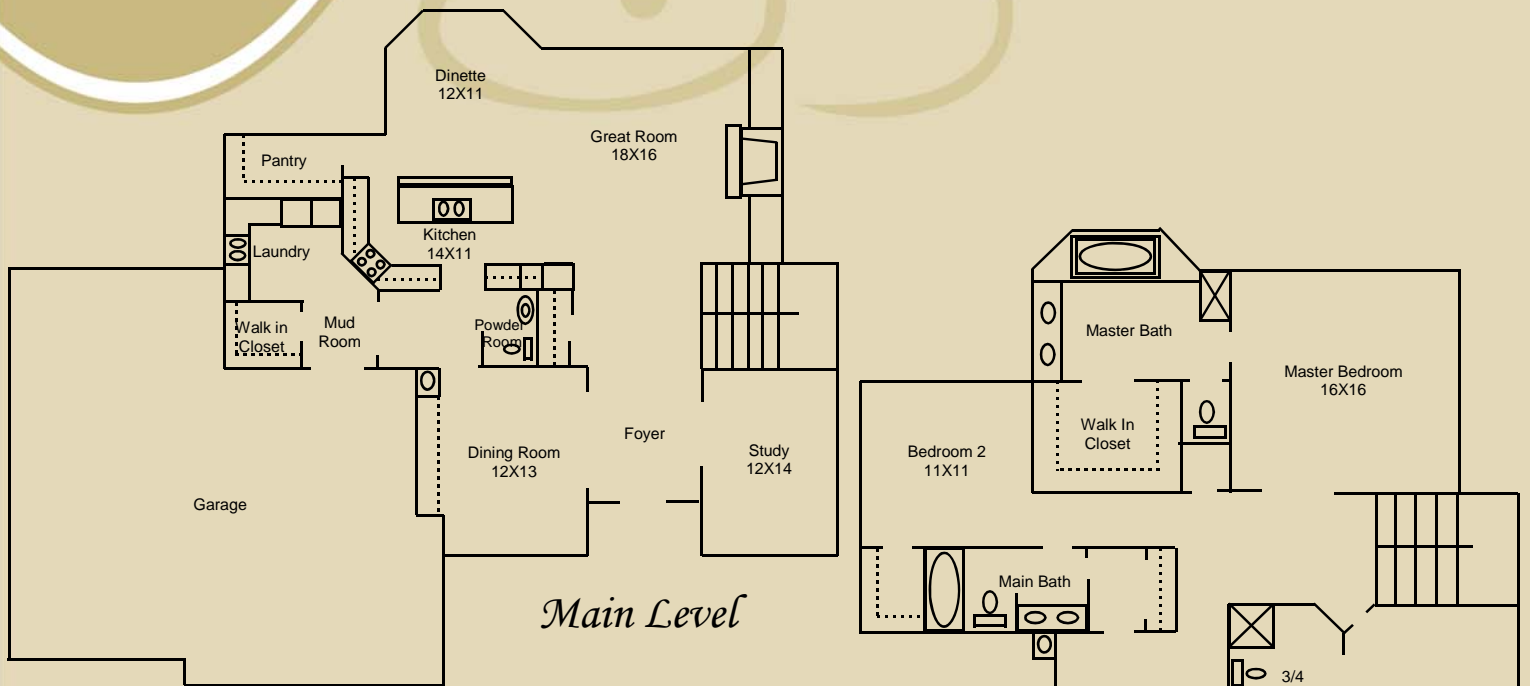 Dinette
12X11
Great Room
18X16
Pantry
Kitchen
14X11
Laundry
Walk in
Closet
Mud
Room
Powder
Room
Foyer
Dining Room
12X13
Study
12X14
Garage
Main Level
Master Bath
Master Bedroom
16X16
Walk In
Closet
Bedroom 2
11X11
Main Bath
3/4